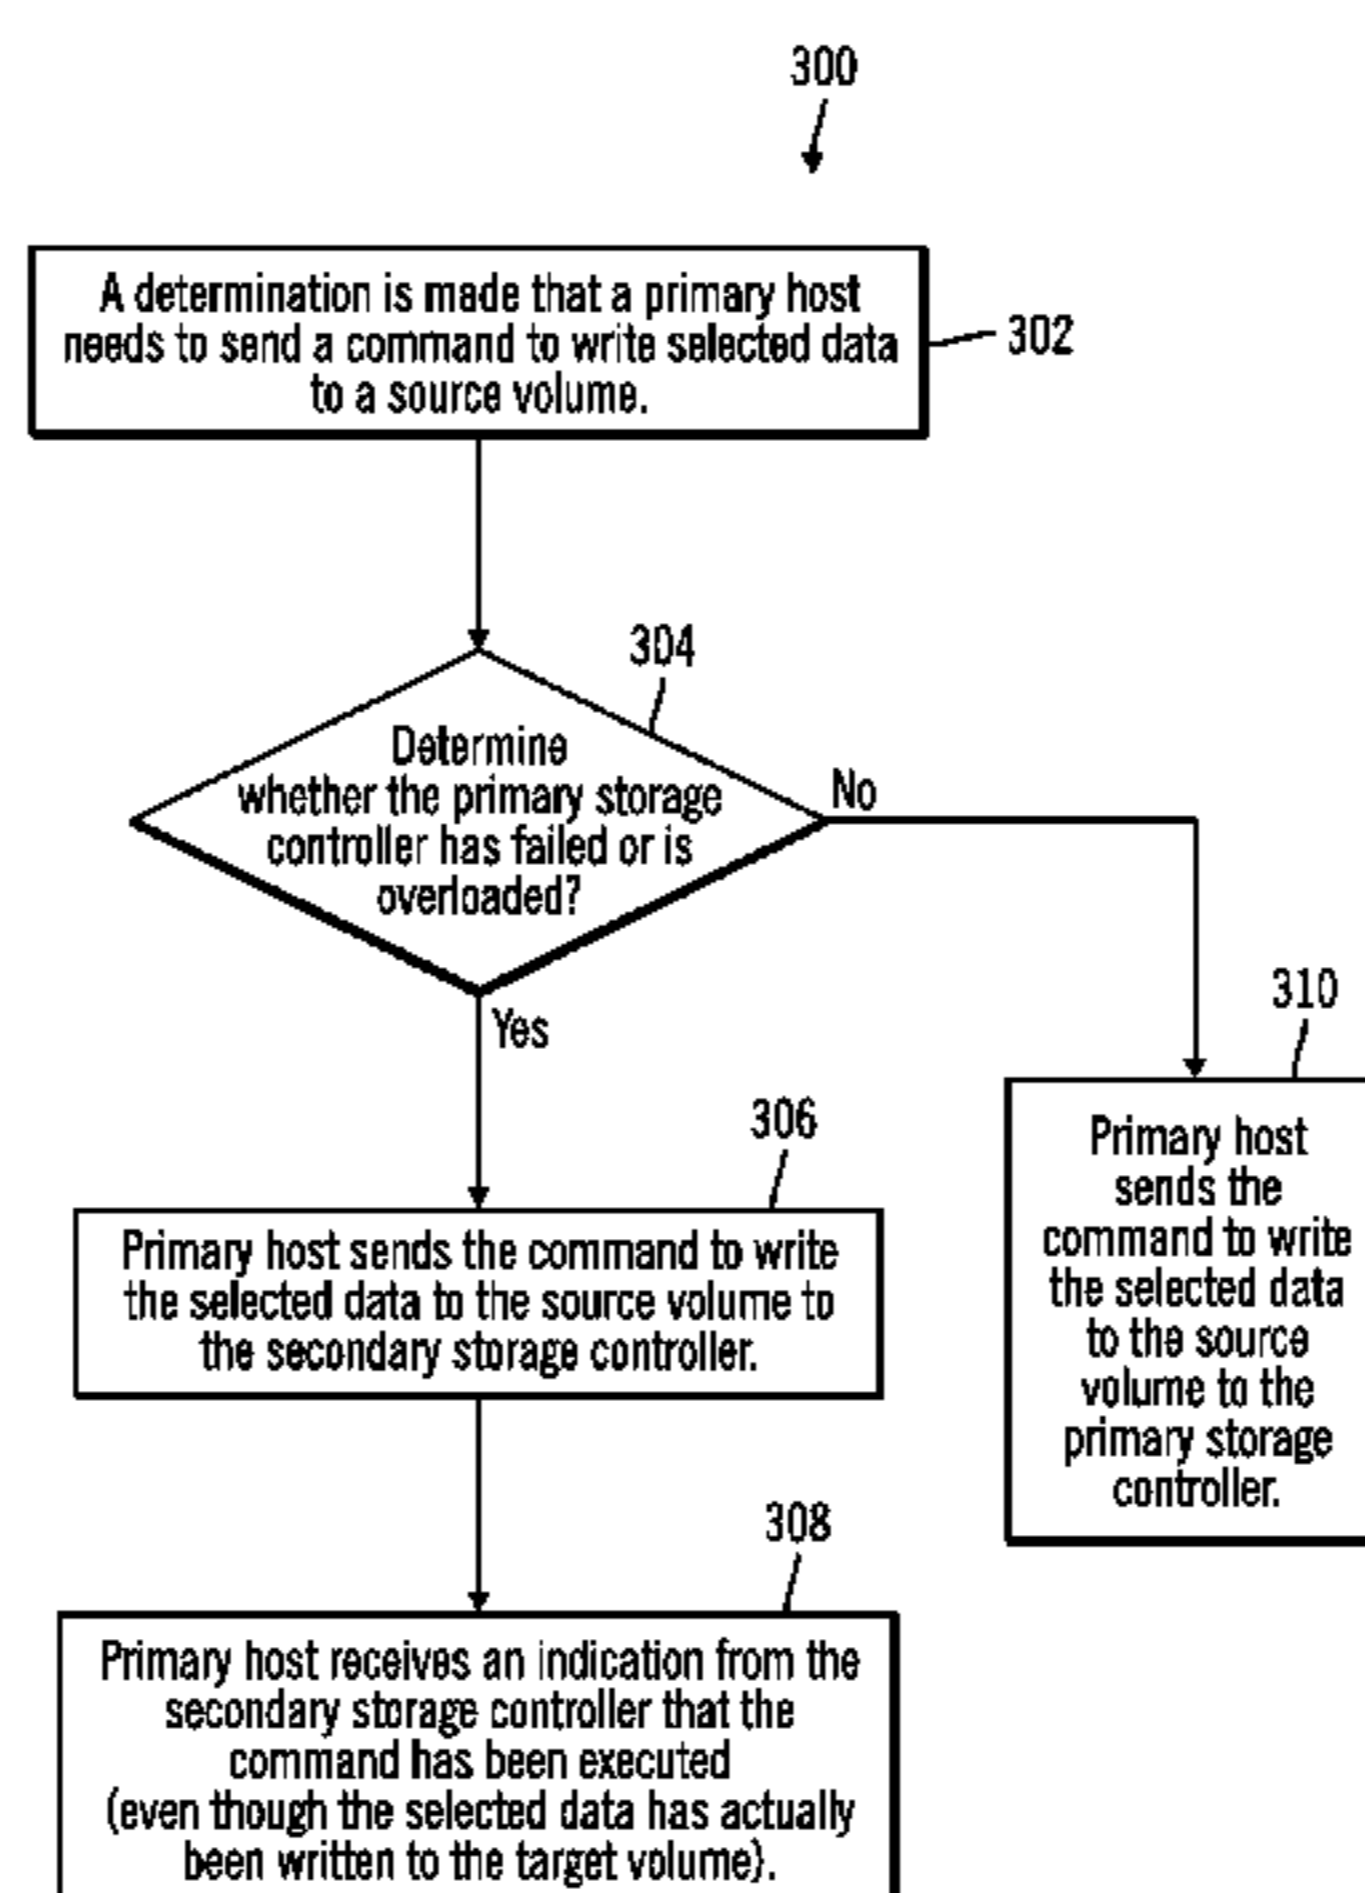 300
A determination is made that a primary host
needs to send a command to write selected data
to a source volume.
302
304
Determine
whether the primary storage
controller has failed or is
overloaded?
No
Yes
306
Primary host sends the command to write
the selected data to the source volume to
the secondary storage controller.
310
Primary host
sends the
command to write
the selected data
to the source
volume to the
primary storage
controller.
308
Primary host receives an indication from the
secondary storage controller that the
command has been executed
(even though the selected data has actually
been written to the target volume).